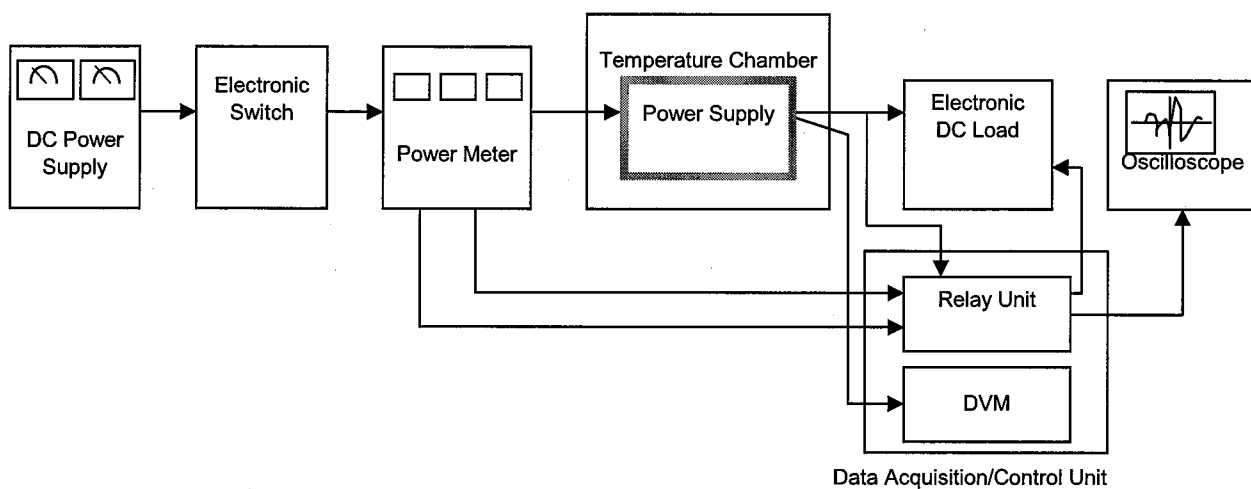 DC Power
Supply
Electronic
Switch
Power Meter
Temperature Chamber
Power Supply
Electronic
DC Load
Oscilloscope
Relay Unit
DVM
Data Acquisition/Control Unit